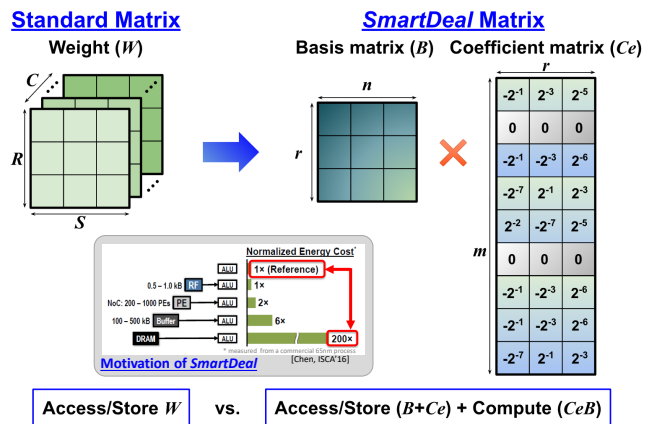 Standard Matrix
SmartDeal Matrix
Weight (W)
Basis matrix (B)
Coefficient matrix (Ce)
C
R
S
n
r
r
m
-2^-1 2^-3 2^-5
0 0 0
-2^-1 -2^-3 2^-6
-2^-7 2^-1 2^-3
2^-2 -2^-7 2^-5
0 0 0
-2^-1 -2^-3 2^-6
-2^-1 -2^-3 2^-6
-2^-7 2^-1 2^-3
Normalized Energy Cost*
ALU 1× (Reference)
0.5 – 1.0 kB RF ALU 1×
NoC: 200 – 1000 PEs PE ALU 2×
100 – 500 kB Buffer ALU 6×
DRAM ALU 200×
* measured from a commercial 65nm process
Motivation of SmartDeal
[Chen, ISCA'16]
Access/Store W vs. Access/Store (B+Ce) + Compute (CeB)